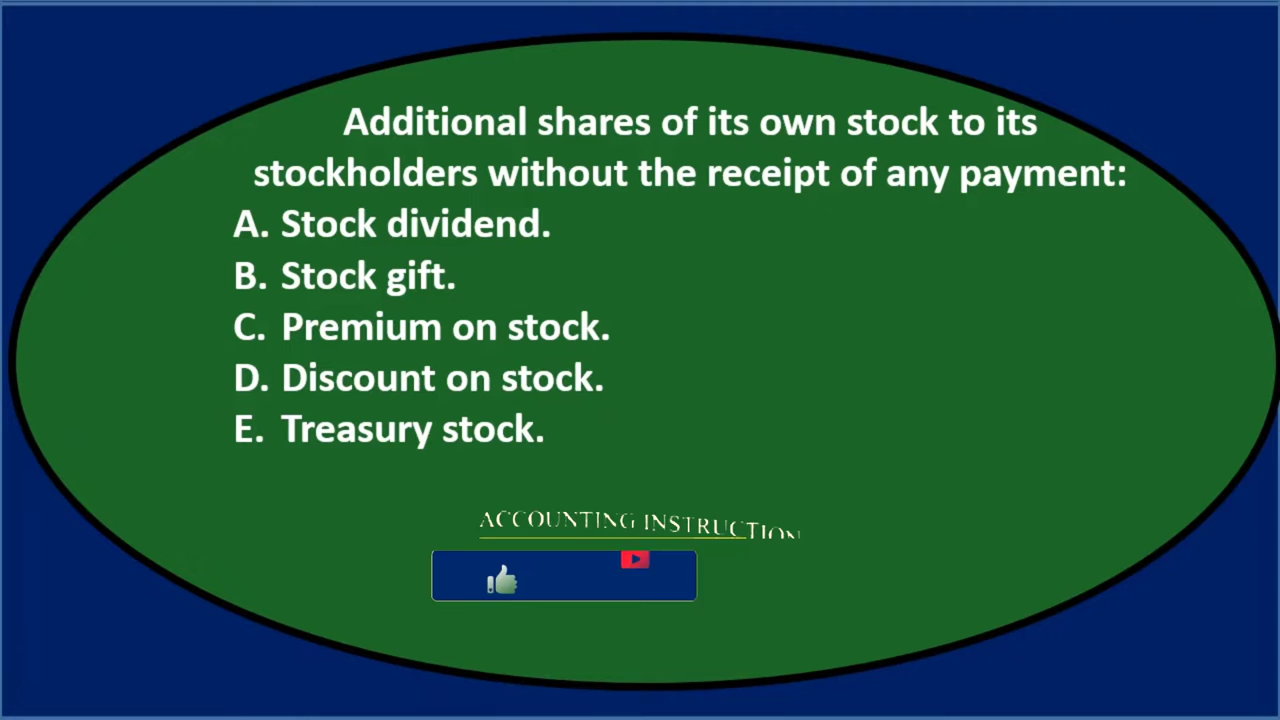 Additional shares of its own stock to its
stockholders without the receipt of any payment:
A. Stock dividend.
B. Stock gift.
C. Premium on stock.
D. Discount on stock.
E. Treasury stock.
ACCOUNTING INSTRUCTION